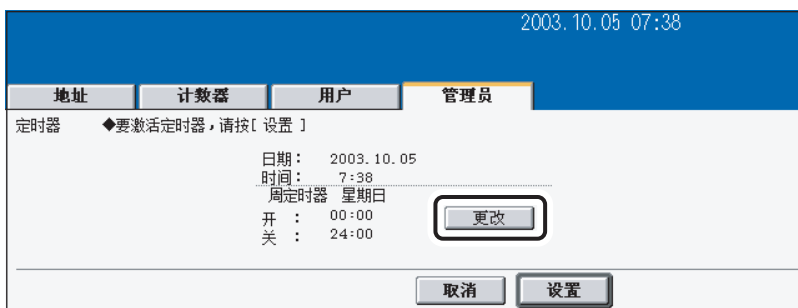 2003.10.05 07:38
地址 计数器 用户 管理员
定时器 ◆要激活定时器,请按[ 设置 ]
日期: 2003.10.05
时间: 7:38
周定时器 星期日
开 : 00:00 更改
关 : 24:00
取消 设置